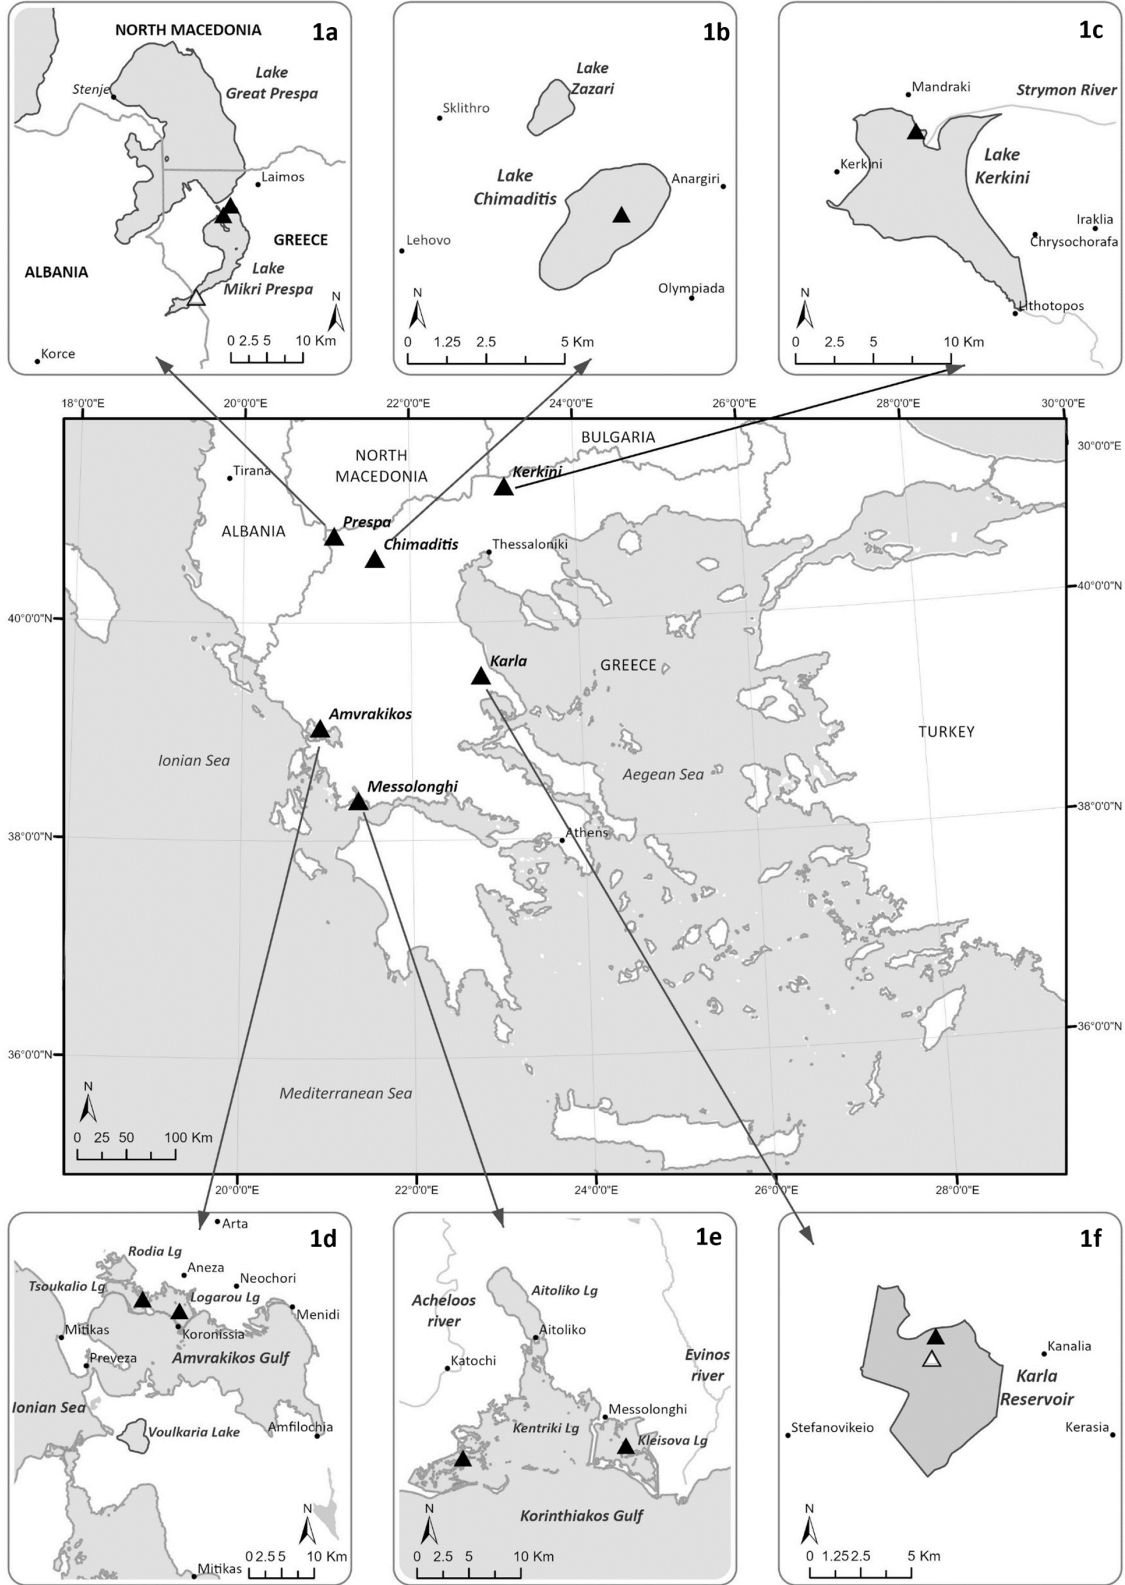 NORTH MACEDONIA
1a
Lake
Great Prespa
Stenje
Laimos
GREECE
ALBANIA
Lake
Mikri Prespa
N
0 2.5 5 10 Km
Korce
1b
Lake
Zazari
Sklithro
Lake
Chimaditis
Anargiri
Lehovo
Olympiada
N
0 1.25 2.5 5 Km
1c
Mandraki
Strymon River
Kerkini
Lake
Kerkini
Iraklia
Chrysochorafa
Lithotopos
N
0 2.5 5 10 Km
18°0'0"E 20°0'0"E 22°0'0"E 24°0'0"E 26°0'0"E 28°0'0"E 30°0'0"E
30°0'0"E
BULGARIA
NORTH
MACEDONIA
Tirana
Kerkini
ALBANIA
Prespa
Chimaditis
Thessaloniki
40°0'0"N
40°0'0"N
Karla
GREECE
Amvrakikos
TURKEY
Ionian Sea
Aegean Sea
Messolonghi
38°0'0"N
38°0'0"N
Athens
36°0'0"N
36°0'0"N
Mediterranean Sea
N
0 25 50 100 Km
20°0'0"E 22°0'0"E 24°0'0"E 26°0'0"E 28°0'0"E
Arta
1d
Rodia Lg
Aneza
Neochori
Tsoukalio Lg
Logarou Lg
Menidi
Mitikas
Koronissia
Preveza
Amvrakikos Gulf
Ionian Sea
Voulkaria Lake
Amfilochia
N
0 2.5 5 10 Km
Mitikas
1e
Aitoliko Lg
Acheloos
river
Aitoliko
Katochi
Evinos
river
Messolonghi
Kentriki Lg
Kleisova Lg
Korinthiakos Gulf
N
0 2.5 5 10 Km
1f
Kanalia
Karla
Reservoir
Stefanovikeio
Kerasia
N
0 1.25 2.5 5 Km